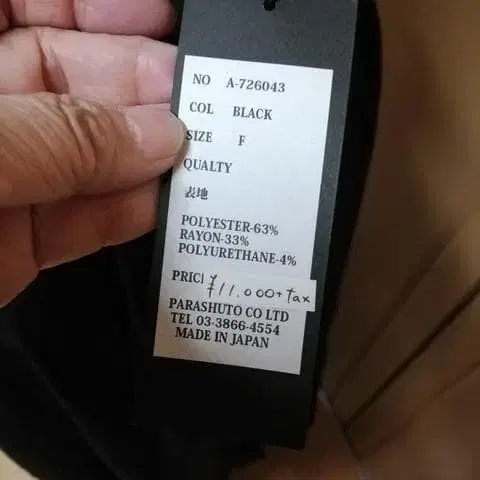 NO A-726043
COL BLACK
SIZE F
QUALTY
表地
POLYESTER-63%
RAYON-33%
POLYURETHANE-4%
PRIC
¥11.000+tax
PARASHUTO CO LTD
TEL 03-3866-4554
MADE IN JAPAN